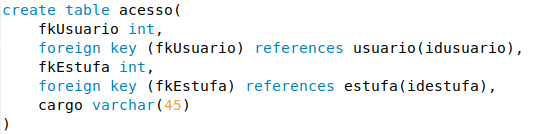 create table acesso(
fkUsuario int,
foreign key (fkUsuario) references usuario(idusuario),
fkEstufa int,
foreign key (fkEstufa) references estufa(idestufa),
cargo varchar(45)
)